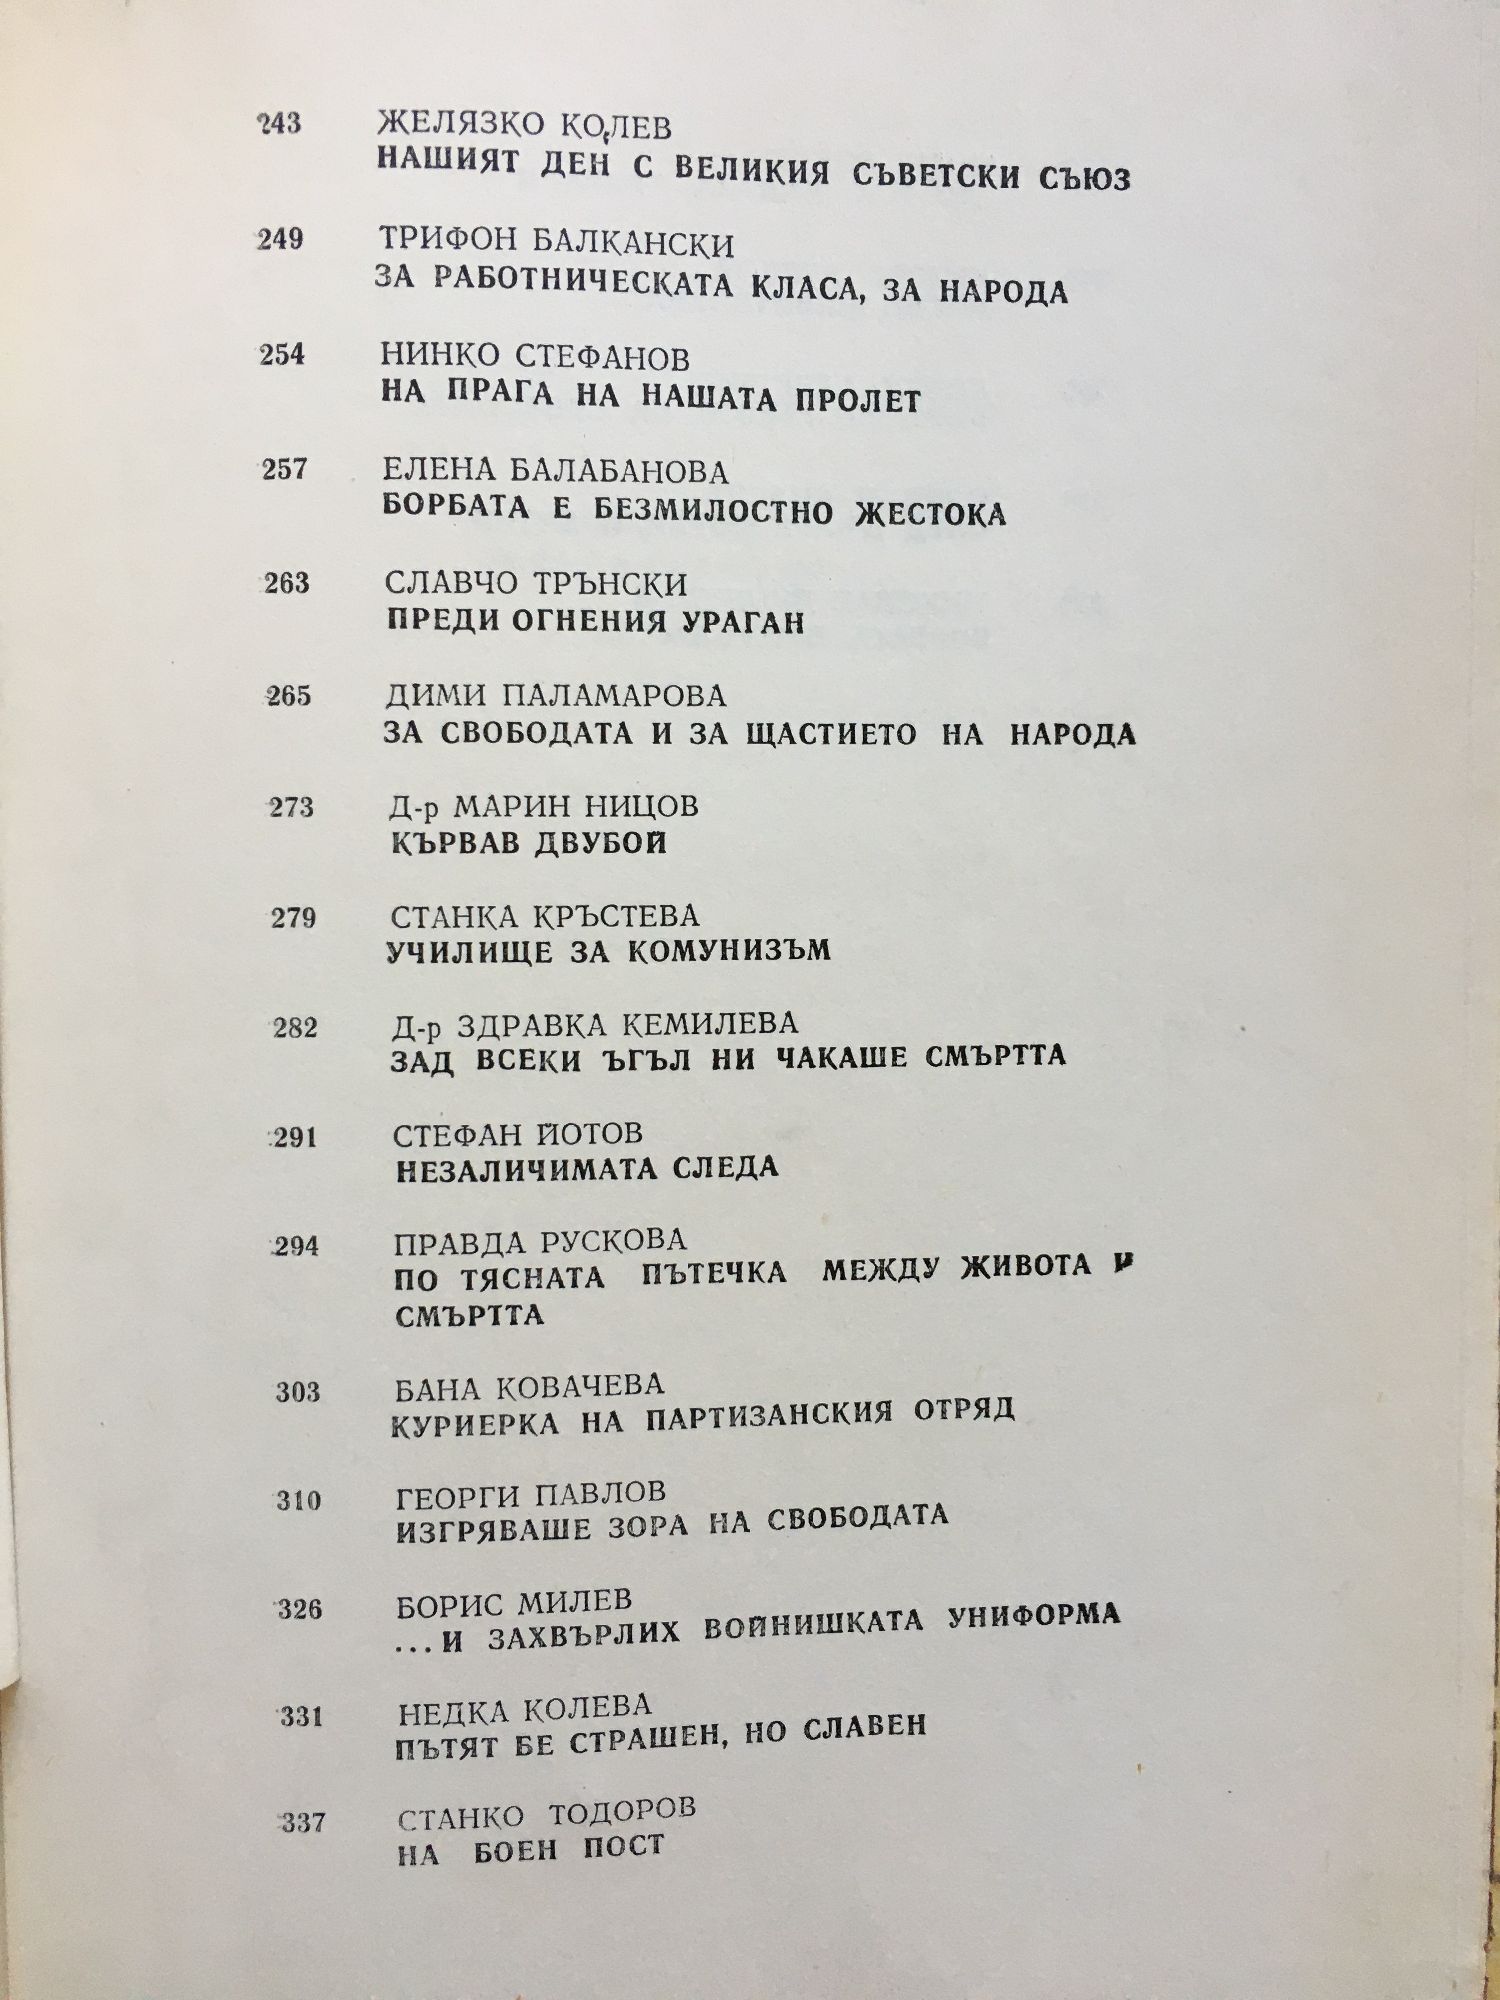 243 ЖЕЛЯЗКО КОЛЕВ
НАШИЯТ ДЕН С ВЕЛИКИЯ СЪВЕТСКИ СЪЮЗ
249 ТРИФОН БАЛКАНСКИ
ЗА РАБОТНИЧЕСКАТА КЛАСА, ЗА НАРОДА
254 НИНКО СТЕФАНОВ
НА ПРАГА НА НАШАТА ПРОЛЕТ
257 ЕЛЕНА БАЛАБАНОВА
БОРБАТА Е БЕЗМИЛОСТНО ЖЕСТОКА
263 СЛАВЧО ТРЪНСКИ
ПРЕДИ ОГНЕНИЯ УРАГАН
265 ДИМИ ПАЛАМАРОВА
ЗА СВОБОДАТА И ЗА ЩАСТИЕТО НА НАРОДА
273 Д-р МАРИН НИЦОВ
КЪРВАВ ДВУБОЙ
279 СТАНКА КРЪСТЕВА
УЧИЛИЩЕ ЗА КОМУНИЗЪМ
282 Д-р ЗДРАВКА КЕМИЛЕВА
ЗАД ВСЕКИ ЪГЪЛ НИ ЧАКАШЕ СМЪРТТА
291 СТЕФАН ЙОТОВ
НЕЗАЛИЧИМАТА СЛЕДА
294 ПРАВДА РУСКОВА
ПО ТЯСНАТА ПЪТЕЧКА МЕЖДУ ЖИВОТА И
СМЪРТТА
303 БАНА КОВАЧЕВА
КУРИЕРКА НА ПАРТИЗАНСКИЯ ОТРЯД
310 ГЕОРГИ ПАВЛОВ
ИЗГРЯВАШЕ ЗОРА НА СВОБОДАТА
326 БОРИС МИЛЕВ
...И ЗАХВЪРЛИХ ВОЙНИШКАТА УНИФОРМА
331 НЕДКА КОЛЕВА
ПЪТЯТ БЕ СТРАШЕН, НО СЛАВЕН
337 СТАНКО ТОДОРОВ
НА БОЕН ПОСТ